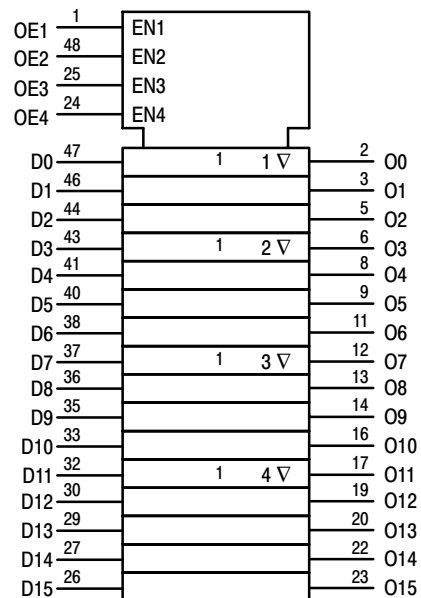 OE1 1 EN1
OE2 48 EN2
OE3 25 EN3
OE4 24 EN4
D0 47 1 1 ∇ 2 O0
D1 46 3 O1
D2 44 5 O2
D3 43 1 2 ∇ 6 O3
D4 41 8 O4
D5 40 9 O5
D6 38 11 O6
D7 37 1 3 ∇ 12 O7
D8 36 13 O8
D9 35 14 O9
D10 33 16 O10
D11 32 1 4 ∇ 17 O11
D12 30 19 O12
D13 29 20 O13
D14 27 22 O14
D15 26 23 O15